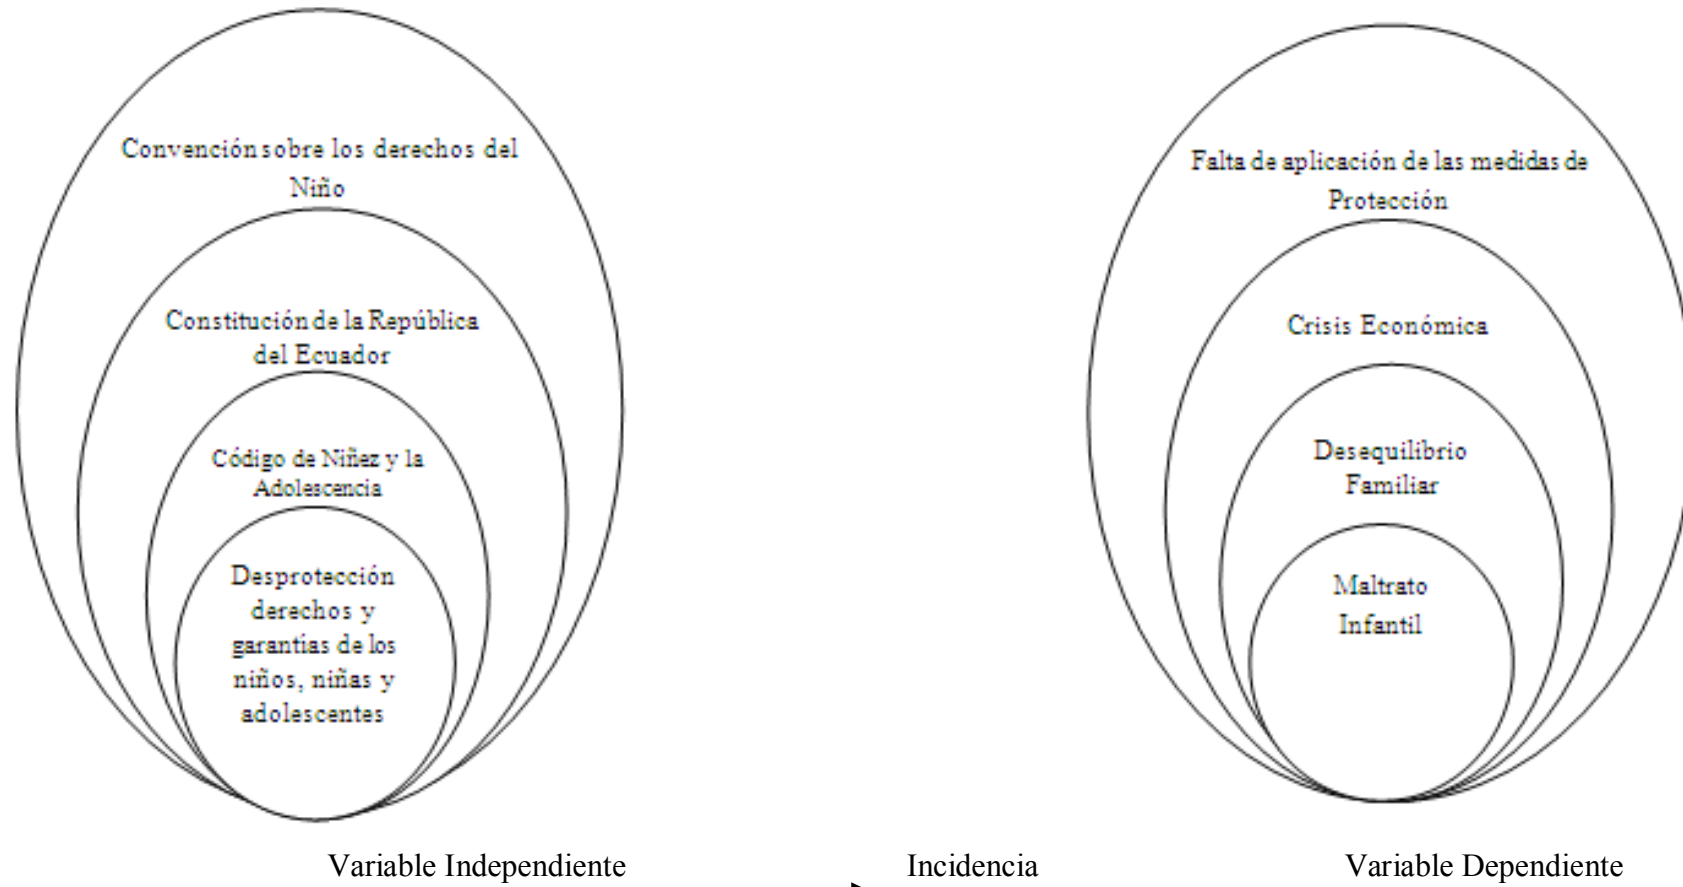 Convención sobre los derechos del
Niño
Constitución de la República
del Ecuador
Código de Niñez y la
Adolescencia
Desprotección
derechos y
garantías de los
niños, niñas y
adolescentes
Falta de aplicación de las medidas de
Protección
Crisis Económica
Desequilibrio
Familiar
Maltrato
Infantil
Variable Independiente
Incidencia
Variable Dependiente